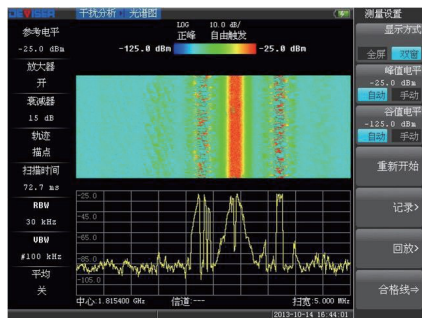 DEVISER
干扰分析 光谱图
参考电平
-25.0 dBm
放大器
开
衰减器
15 dB
轨迹
描点
扫描时间
72.7 ms
RBW
30 kHz
VBW
#100 kHz
平均
关
LOG 10.0 dB/
正峰 自由触发
-125.0 dBm
-25.0 dBm
-25.0
-45.0
-65.0
-85.0
-105.0
中心:1.815400 GHz 信道:--- 扫宽:5.000 MHz
2013-10-14 16:44:01
测量设置
显示方式
全屏 双窗
峰值电平
-25.0 dBm
自动 手动
谷值电平
-125.0 dBm
自动 手动
重新开始
记录>
回放>
合格线⇒